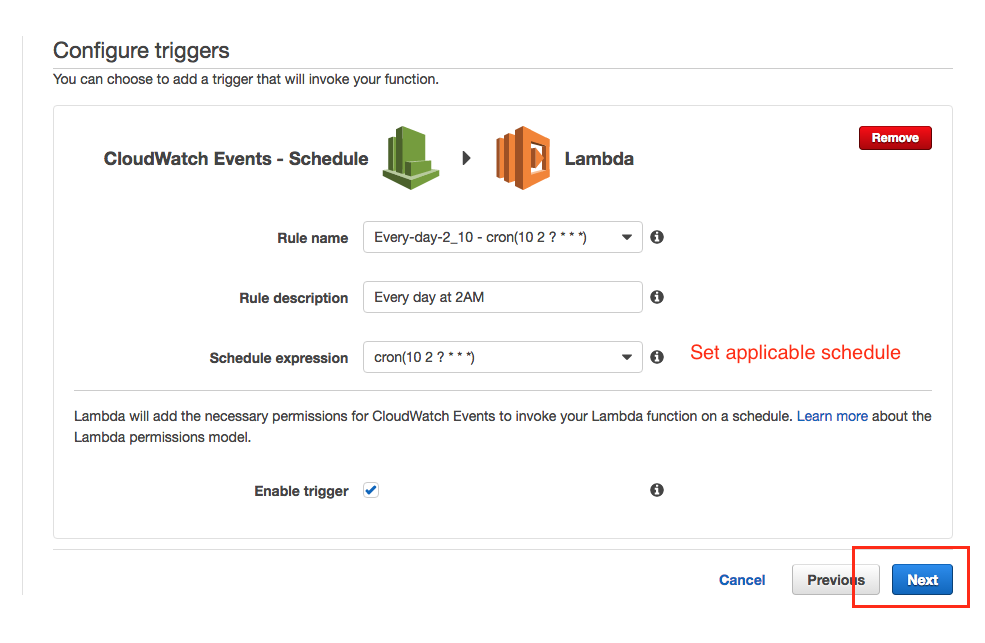 Configure triggers
You can choose to add a trigger that will invoke your function.
CloudWatch Events - Schedule
Lambda
Remove
Rule name
Every-day-2_10 - cron(10 2 ? * * *)
Rule description
Every day at 2AM
Schedule expression
cron(10 2 ? * * *)
Set applicable schedule
Lambda will add the necessary permissions for CloudWatch Events to invoke your Lambda function on a schedule. Learn more about the
Lambda permissions model.
Enable trigger
Cancel
Previous
Next